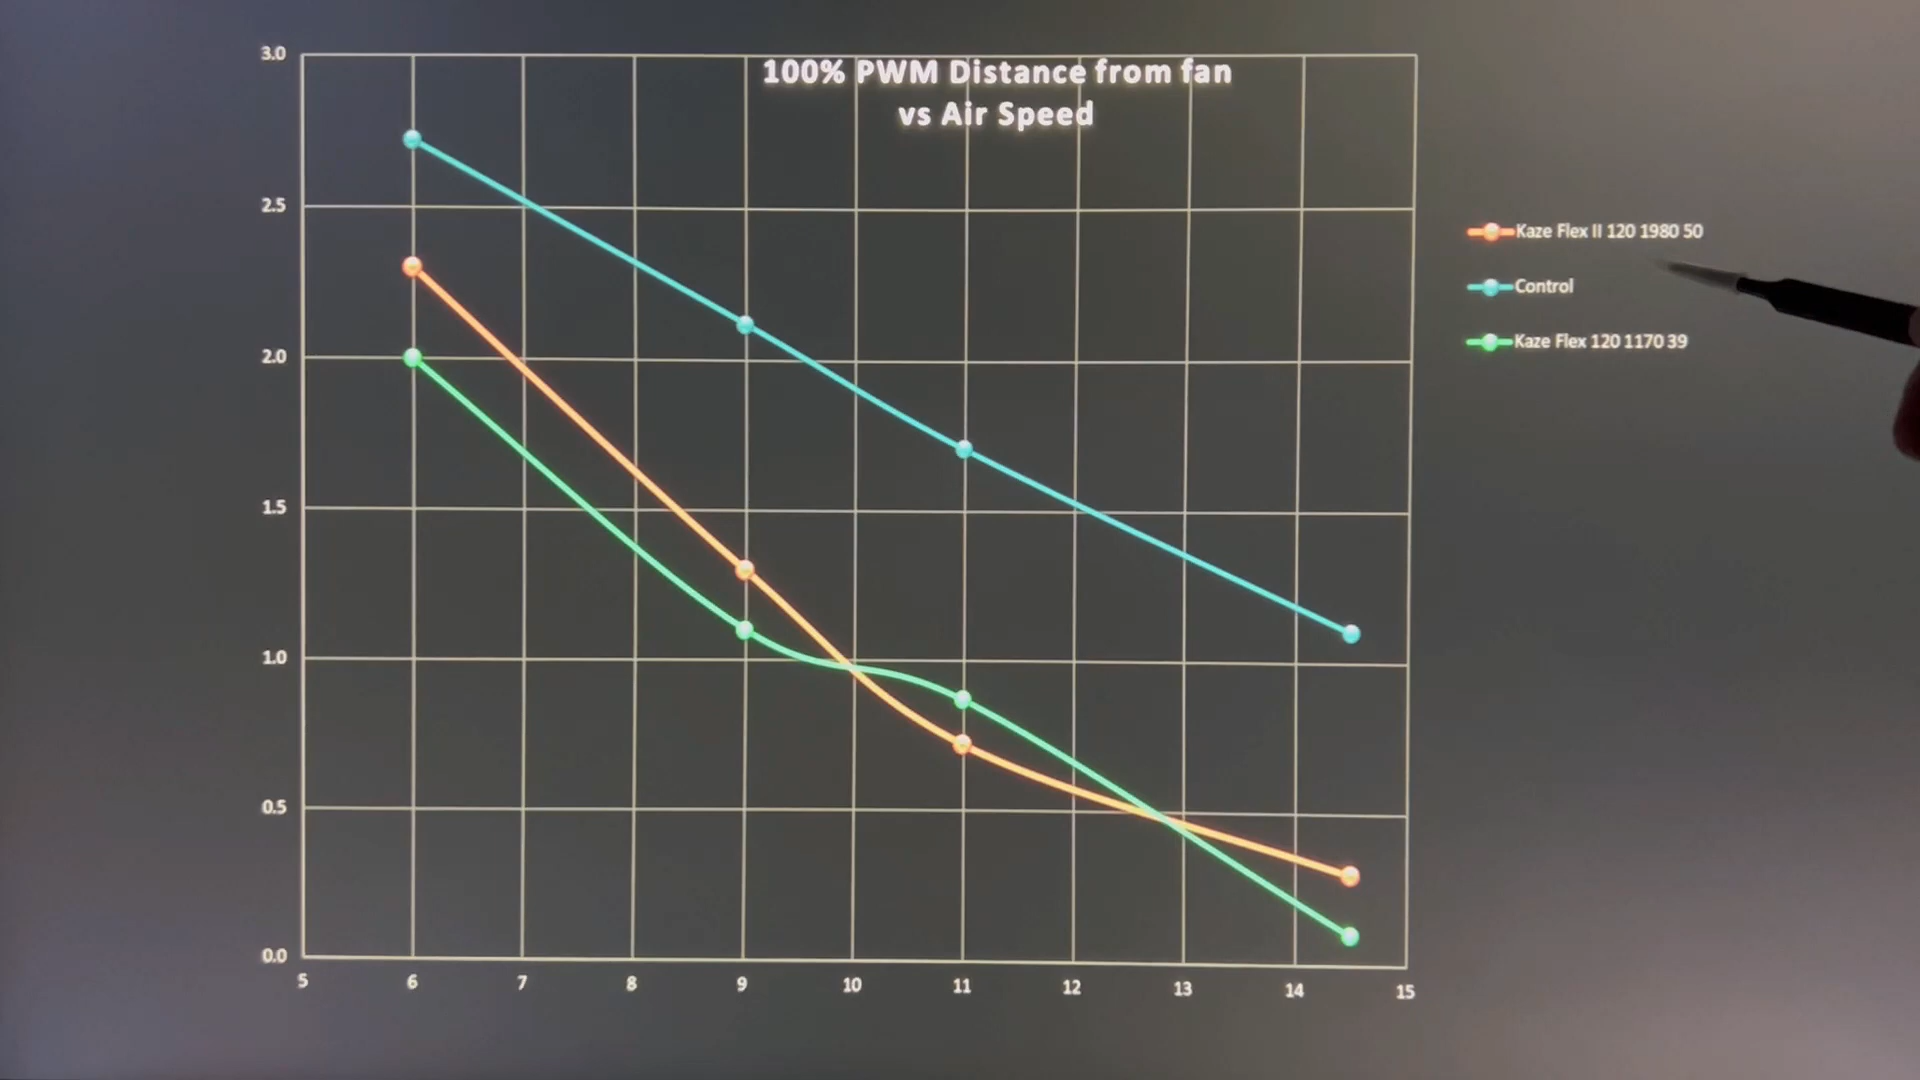 100% PWM Distance from fan
vs Air Speed
3.0
2.5
2.0
1.5
1.0
0.5
0.0
5 6 7 8 9 10 11 12 13 14 15
Kaze Flex II 120 1980 50
Control
Kaze Flex 120 1170 39